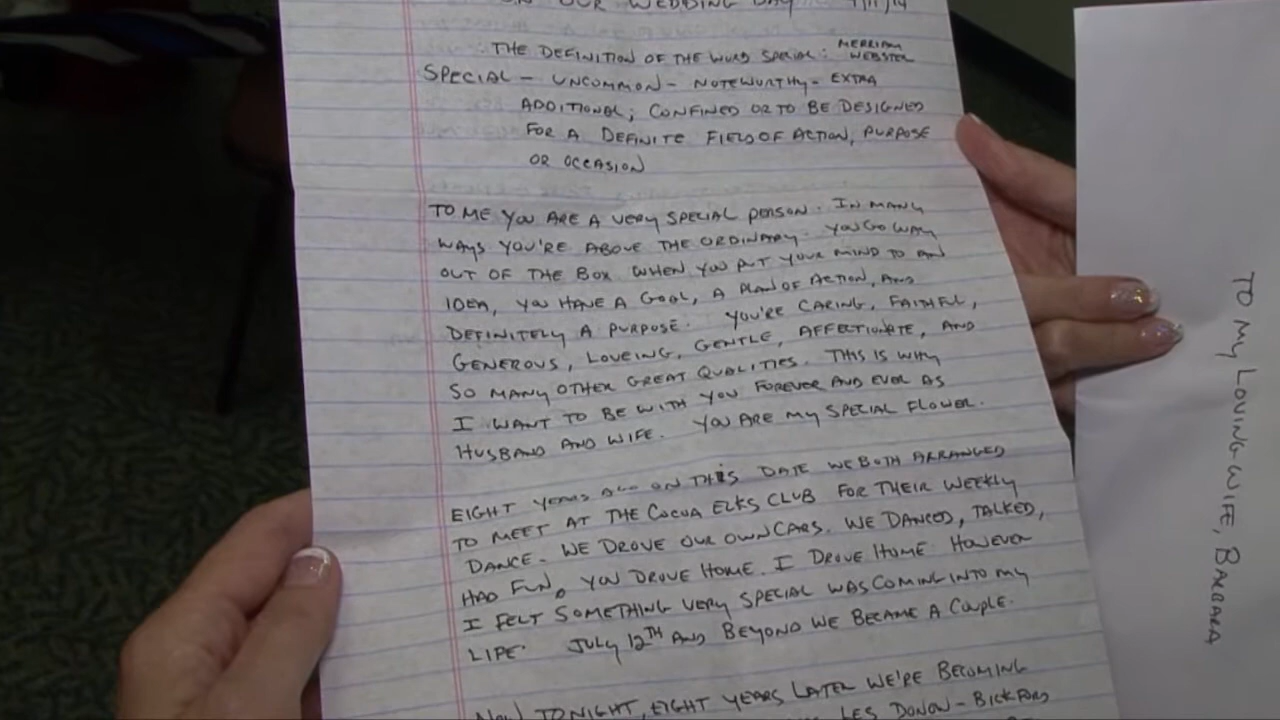 ON OUR WEDDING DAY 7/11/14
THE DEFINITION OF THE WORD SPECIAL: MERRIAM
WEBSTER
SPECIAL - UNCOMMON - NOTEWURTHY - EXTRA
ADDITIONAL; CONFINED OR TO BE DESIGNED
FOR A DEFINITE FIELD OF ACTION, PURPOSE
OR OCCASION
TO ME YOU ARE A VERY SPECIAL PERSON. IN MANY
WAYS YOU'RE ABOVE THE ORDINARY. YOU GO WAY
OUT OF THE BOX WHEN YOU PUT YOUR MIND TO AN
IDEA, YOU HAVE A GOAL, A PLAN OF ACTION, AND
DEFINITELY A PURPOSE. YOU'RE CARING, FAITHFUL,
GENEROUS, LOVEING, GENTLE, AFFECTIONATE, AND
SO MANY OTHER GREAT QUALITIES. THIS IS WHY
I WANT TO BE WITH YOU FOREVER AND EVER AS
HUSBAND AND WIFE. YOU ARE MY SPECIAL FLOWER.
EIGHT YEARS AGO ON THIS DATE WE BOTH ARRANGED
TO MEET AT THE COCOA ELKS CLUB FOR THEIR WEEKLY
DANCE. WE DROVE OUR OWN CARS. WE DANCED, TALKED,
HAD FUN, YOU DROVE HOME. I DROVE HOME. HOWEVER
I FELT SOMETHING VERY SPECIAL WAS COMING INTO MY
LIFE. JULY 12TH AND BEYOND WE BECAME A COUPLE.
NOW TONIGHT, EIGHT YEARS LATER WE'RE BECOMING
LES DONON - BICKFORD
TO MY LOVING WIFE, BARBARA